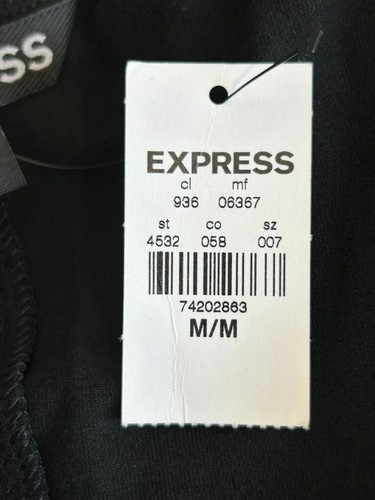 SS
EXPRESS
cl mf
936 06367
st co sz
4532 058 007
74202863
M/M